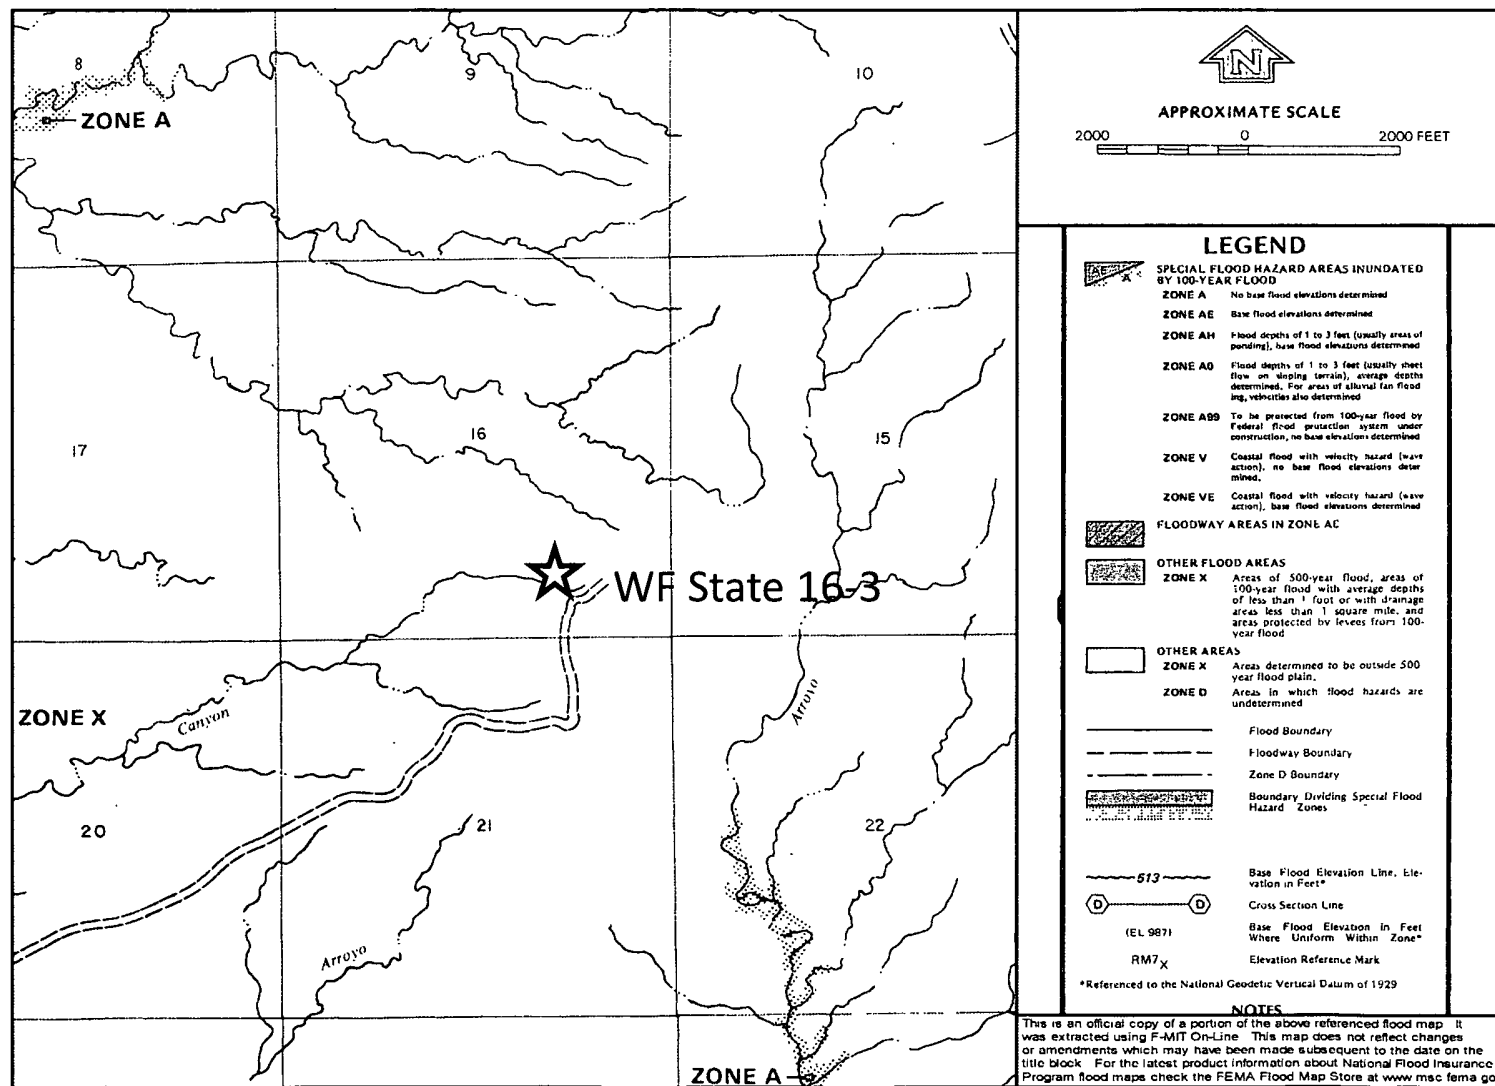 8
9
10
ZONE A
17
16
15
WF State 16-3
ZONE X
Canyon
Arroyo
20
21
22
Arroyo
ZONE A
N
APPROXIMATE SCALE
2000 0 2000 FEET
LEGEND
AE
A
SPECIAL FLOOD HAZARD AREAS INUNDATED
BY 100-YEAR FLOOD
ZONE A No base flood elevations determined
ZONE AE Base flood elevations determined
ZONE AH Flood depths of 1 to 3 feet (usually areas of
ponding), base flood elevations determined
ZONE A0 Flood depths of 1 to 3 feet (usually sheet
flow on sloping terrain), average depths
determined. For areas of alluvial fan flood
ing, velocities also determined
ZONE A99 To be protected from 100-year flood by
Federal flood protection system under
construction, no base elevations determined
ZONE V Coastal flood with velocity hazard (wave
action), no base flood elevations deter
mined.
ZONE VE Coastal flood with velocity hazard (wave
action), base flood elevations determined
FLOODWAY AREAS IN ZONE AE
OTHER FLOOD AREAS
ZONE X Areas of 500-year flood, areas of
100-year flood with average depths
of less than 1 foot or with drainage
areas less than 1 square mile, and
areas protected by levees from 100-
year flood
OTHER AREAS
ZONE X Areas determined to be outside 500
year flood plain.
ZONE D Areas in which flood hazards are
undetermined
Flood Boundary
Floodway Boundary
Zone D Boundary
Boundary Dividing Special Flood
Hazard Zones
513 Base Flood Elevation Line, Ele-
vation in Feet*
D D Cross Section Line
(EL 987) Base Flood Elevation in Feet
Where Uniform Within Zone*
RM7X Elevation Reference Mark
*Referenced to the National Geodetic Vertical Datum of 1929
NOTES
This is an official copy of a portion of the above referenced flood map It
was extracted using F-MIT On-Line This map does not reflect changes
or amendments which may have been made subsequent to the date on the
title block For the latest product information about National Flood Insurance
Program flood maps check the FEMA Flood Map Store at www msc fema go